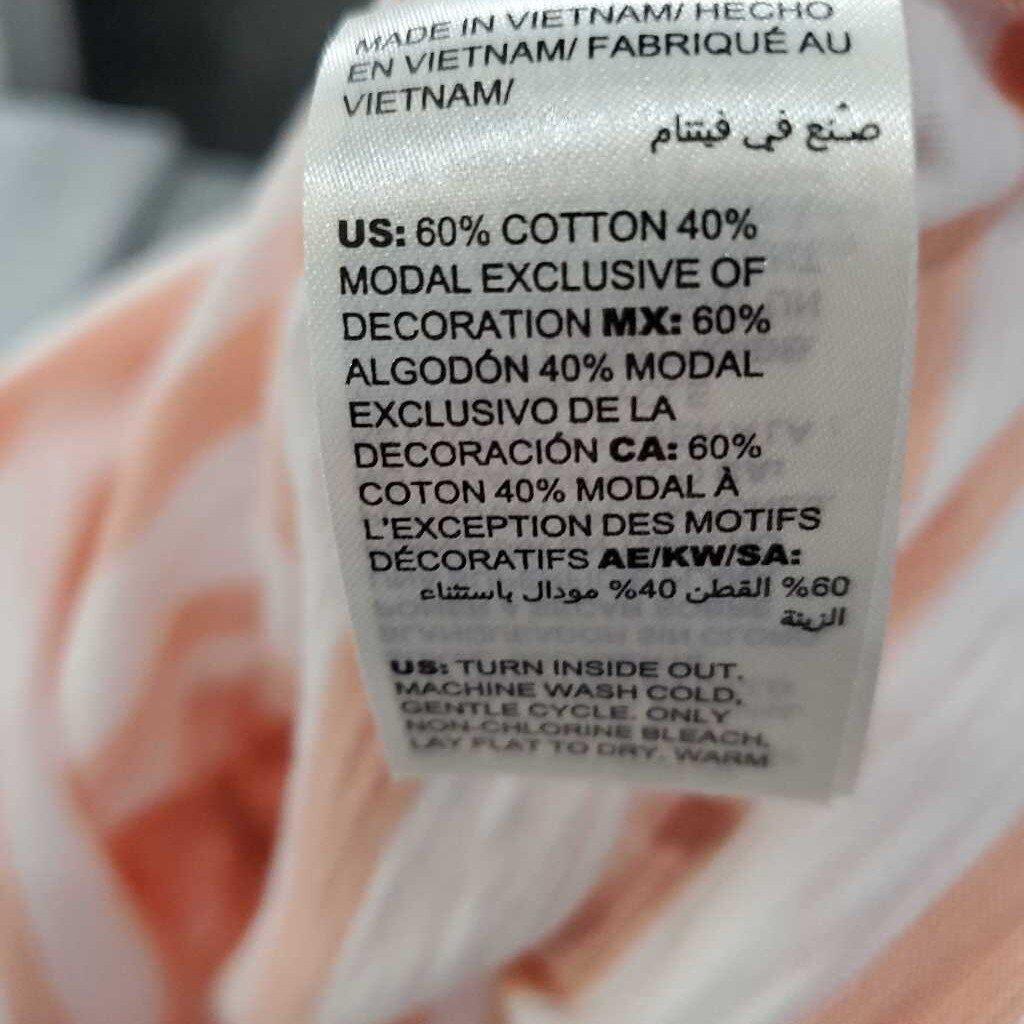 MADE IN VIETNAM/ HECHO
EN VIETNAM/ FABRIQUÉ AU
VIETNAM/
صُنع في فيتنام
US: 60% COTTON 40%
MODAL EXCLUSIVE OF
DECORATION MX: 60%
ALGODÓN 40% MODAL
EXCLUSIVO DE LA
DECORACIÓN CA: 60%
COTON 40% MODAL À
L'EXCEPTION DES MOTIFS
DÉCORATIFS AE/KW/SA:
60% القطن 40% مودال باستثناء
الزينة
US: TURN INSIDE OUT.
MACHINE WASH COLD,
GENTLE CYCLE. ONLY
NON-CHLORINE BLEACH.
LAY FLAT TO DRY. WARM